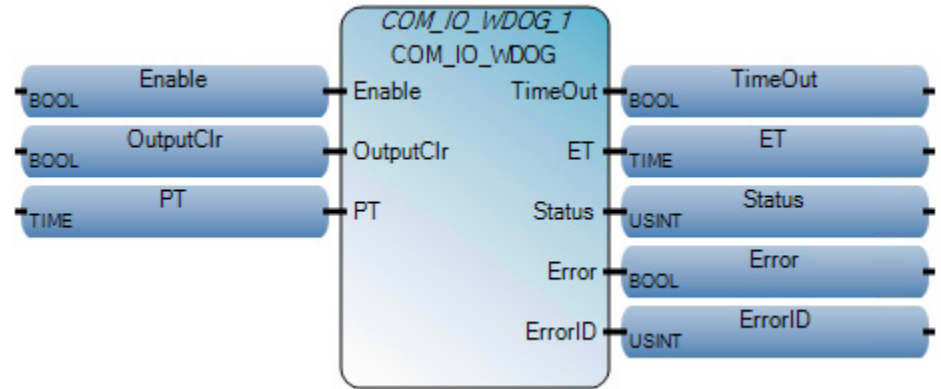 COM_IO_WDOG_1
COM_IO_WDOG
Enable
BOOL
Enable
TimeOut
TimeOut
BOOL
OutputClr
BOOL
OutputClr
ET
ET
TIME
PT
TIME
PT
Status
Status
USINT
Error
Error
BOOL
ErrorID
ErrorID
USINT